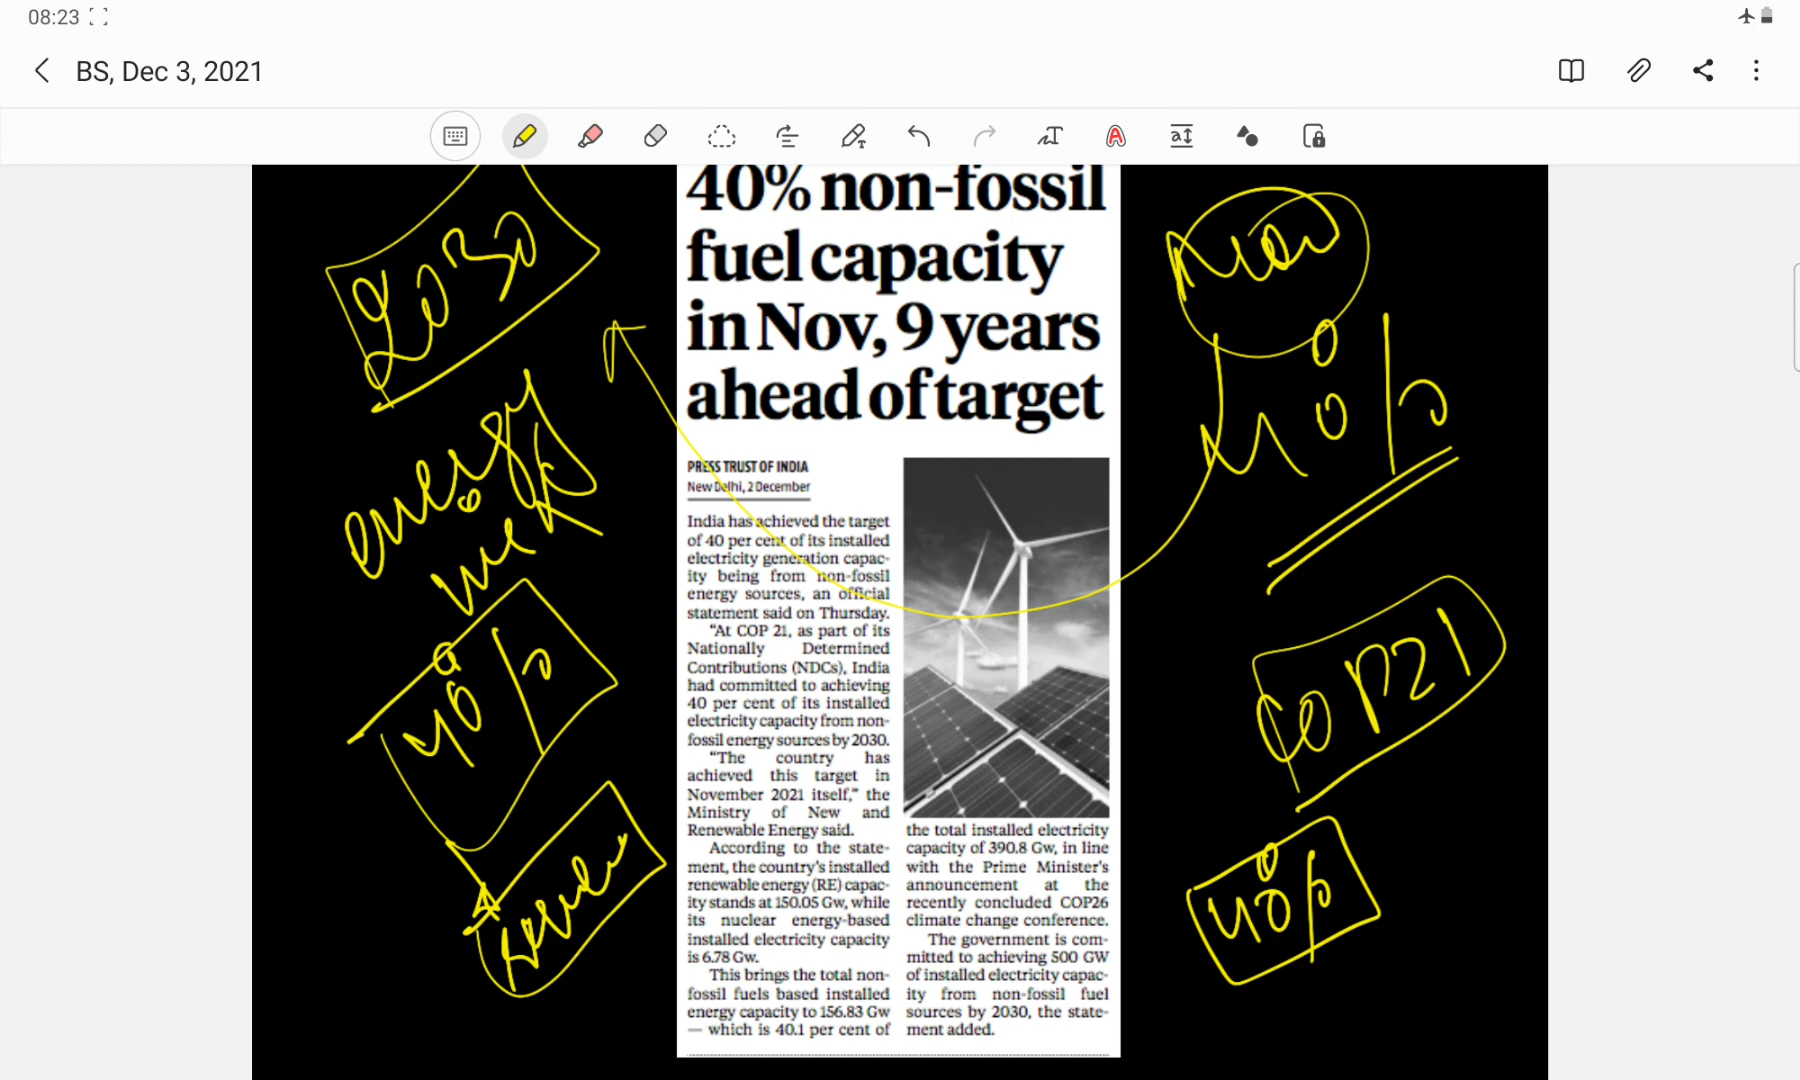 08:23
BS, Dec 3, 2021
40% non-fossil
fuel capacity
in Nov, 9 years
ahead of target
PRESS TRUST OF INDIA
New Delhi, 2 December
India has achieved the target
of 40 per cent of its installed
electricity generation capac-
ity being from non-fossil
energy sources, an official
statement said on Thursday.
“At COP 21, as part of its
Nationally Determined
Contributions (NDCs), India
had committed to achieving
40 per cent of its installed
electricity capacity from non-
fossil energy sources by 2030.
“The country has
achieved this target in
November 2021 itself,” the
Ministry of New and
Renewable Energy said.
According to the state-
ment, the country’s installed
renewable energy (RE) capac-
ity stands at 150.05 Gw, while
its nuclear energy-based
installed electricity capacity
is 6.78 Gw.
This brings the total non-
fossil fuels based installed
energy capacity to 156.83 Gw
— which is 40.1 per cent of
the total installed electricity
capacity of 390.8 Gw, in line
with the Prime Minister’s
announcement at the
recently concluded COP26
climate change conference.
The government is com-
mitted to achieving 500 GW
of installed electricity capac-
ity from non-fossil fuel
sources by 2030, the state-
ment added.
2030
energy
40%
Nov
40%
COP21
40%